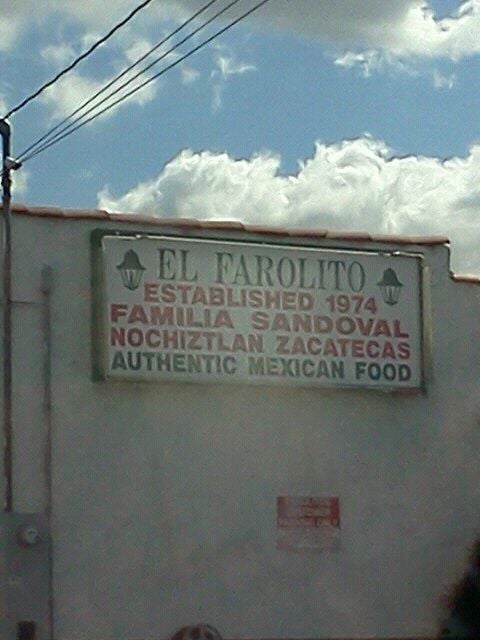 EL FAROLITO
ESTABLISHED 1974
FAMILIA SANDOVAL
NOCHIZTLAN ZACATECAS
AUTHENTIC MEXICAN FOOD